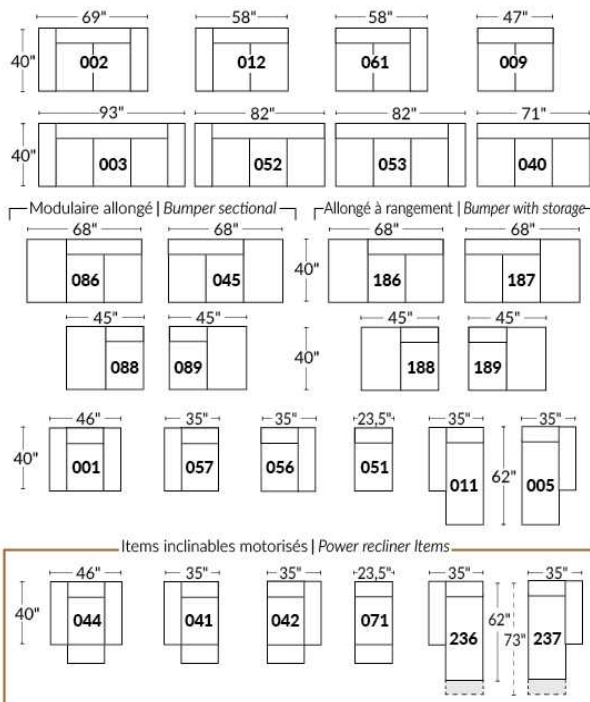 69" 58" 58" 47"
40" 002 012 061 009
93" 82" 82" 71"
40" 003 052 053 040
Modulaire allongé | Bumper sectional Allongé à rangement | Bumper with storage
68" 68" 68" 68"
086 045 40" 186 187
45" 45" 45" 45"
088 089 40" 188 189
46" 35" 35" 23,5" 35" 35"
40" 001 057 056 051 011 62" 005
Items inclinables motorisés | Power recliner Items
46" 35" 35" 23,5" 35" 35"
40" 044 041 042 071 236 62" 73" 237